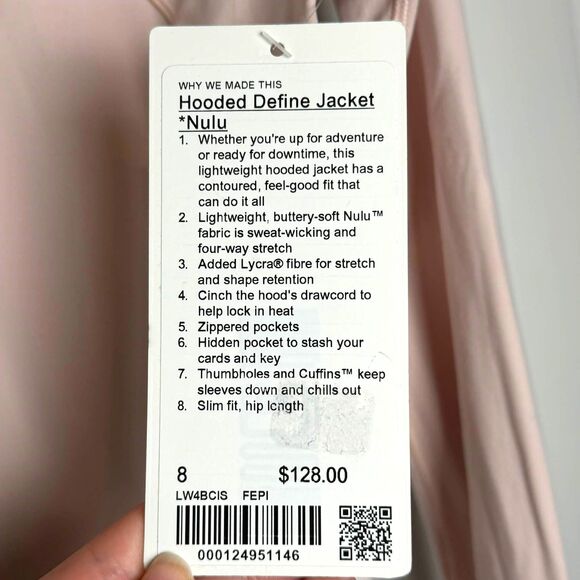 WHY WE MADE THIS
Hooded Define Jacket
*Nulu
1. Whether you're up for adventure
or ready for downtime, this
lightweight hooded jacket has a
contoured, feel-good fit that
can do it all
2. Lightweight, buttery-soft Nulu™
fabric is sweat-wicking and
four-way stretch
3. Added Lycra® fibre for stretch
and shape retention
4. Cinch the hood's drawcord to
help lock in heat
5. Zippered pockets
6. Hidden pocket to stash your
cards and key
7. Thumbholes and Cuffins™ keep
sleeves down and chills out
8. Slim fit, hip length
8 $128.00
LW4BCIS FEPI
000124951146